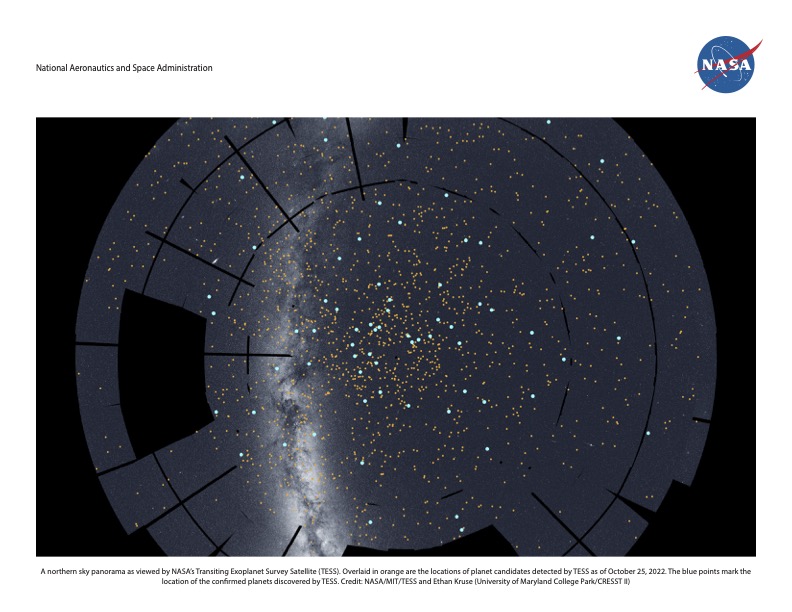 National Aeronautics and Space Administration
NASA
A northern sky panorama as viewed by NASA's Transiting Exoplanet Survey Satellite (TESS). Overlaid in orange are the locations of planet candidates detected by TESS as of October 25, 2022. The blue points mark the
location of the confirmed planets discovered by TESS. Credit: NASA/MIT/TESS and Ethan Kruse (University of Maryland College Park/CRESST II)